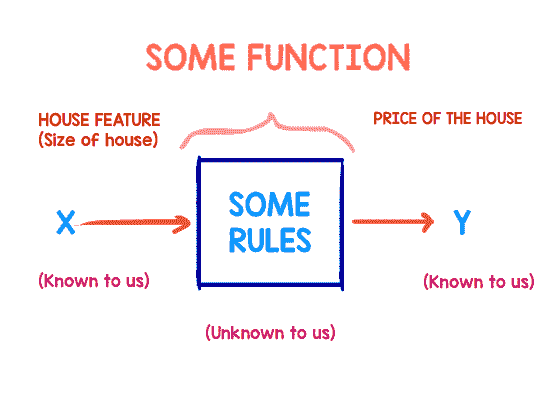 SOME FUNCTION
HOUSE FEATURE
(Size of house)
PRICE OF THE HOUSE
X
SOME
RULES
Y
(Known to us)
(Known to us)
(Unknown to us)